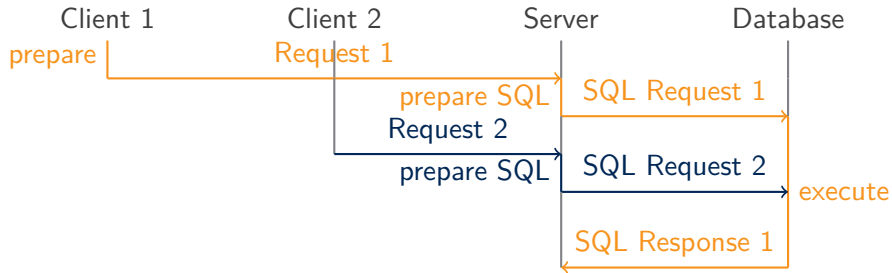 Client 1
Client 2
Server
Database
prepare
Request 1
prepare SQL
SQL Request 1
Request 2
prepare SQL
SQL Request 2
execute
SQL Response 1